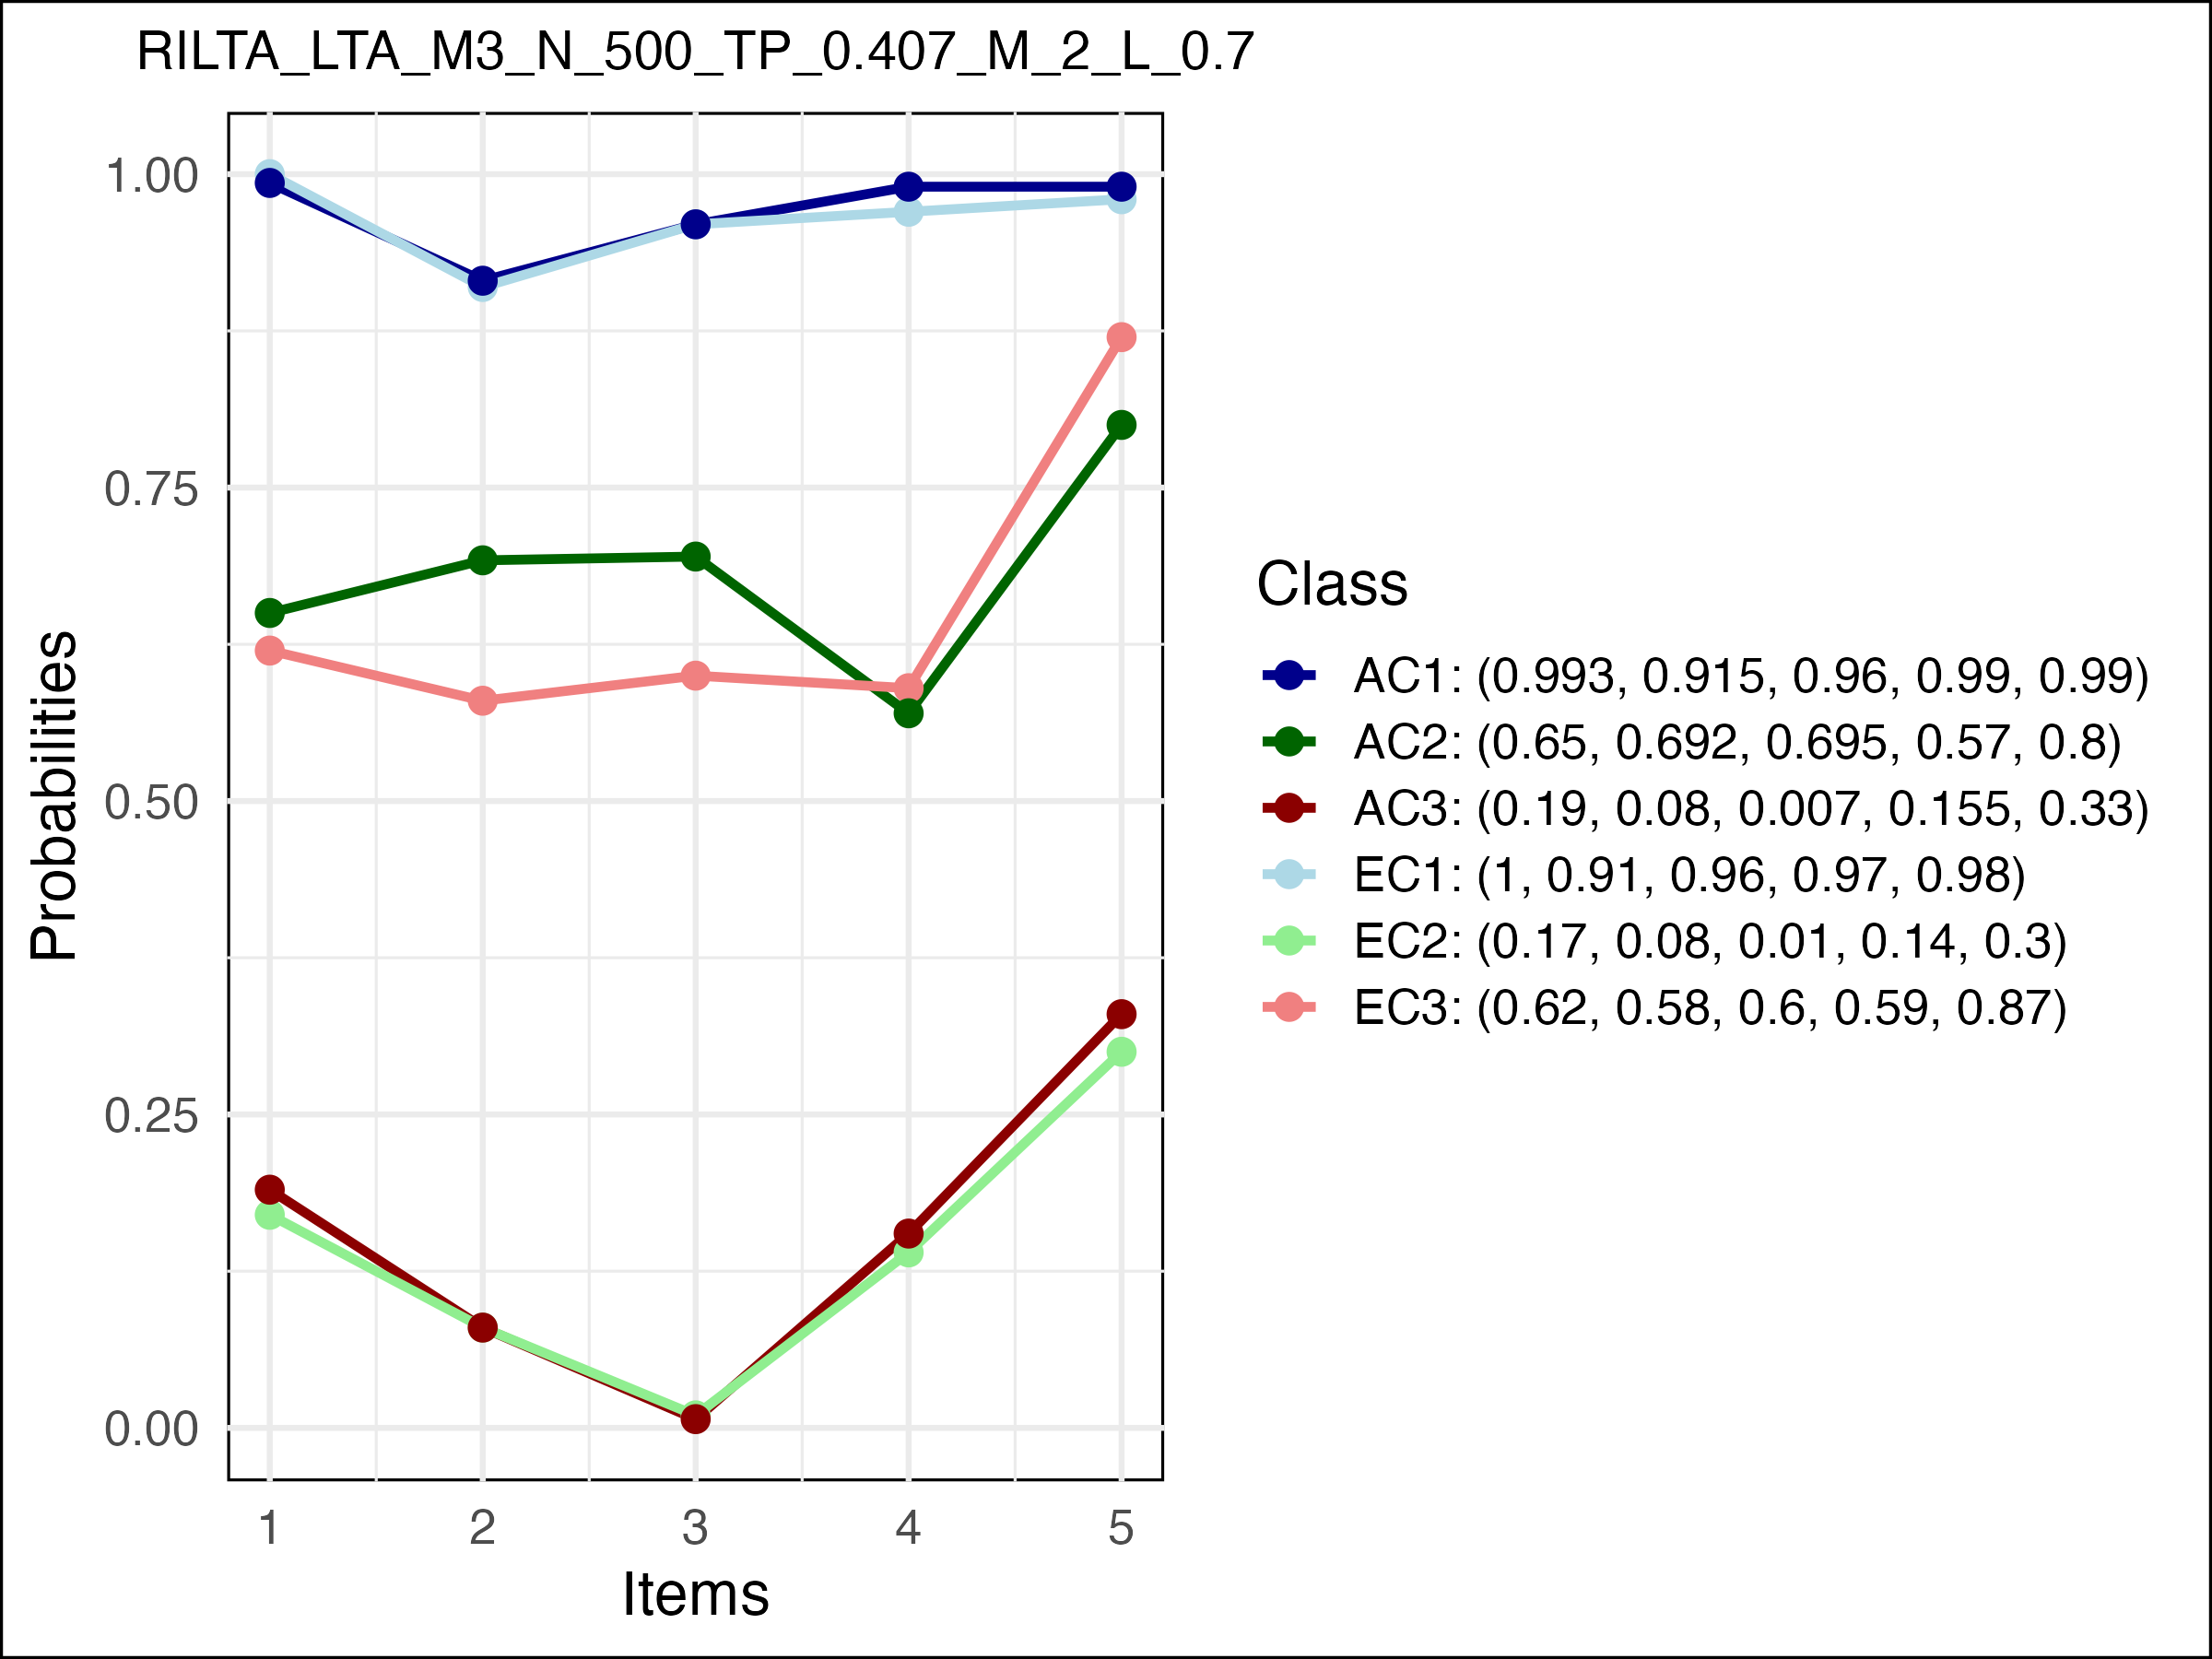 RILTA_LTA_M3_N_500_TP_0.407_M_2_L_0.7
1.00
0.75
0.50
0.25
0.00
Probabilities
1 2 3 4 5
Items
Class
AC1: (0.993, 0.915, 0.96, 0.99, 0.99)
AC2: (0.65, 0.692, 0.695, 0.57, 0.8)
AC3: (0.19, 0.08, 0.007, 0.155, 0.33)
EC1: (1, 0.91, 0.96, 0.97, 0.98)
EC2: (0.17, 0.08, 0.01, 0.14, 0.3)
EC3: (0.62, 0.58, 0.6, 0.59, 0.87)